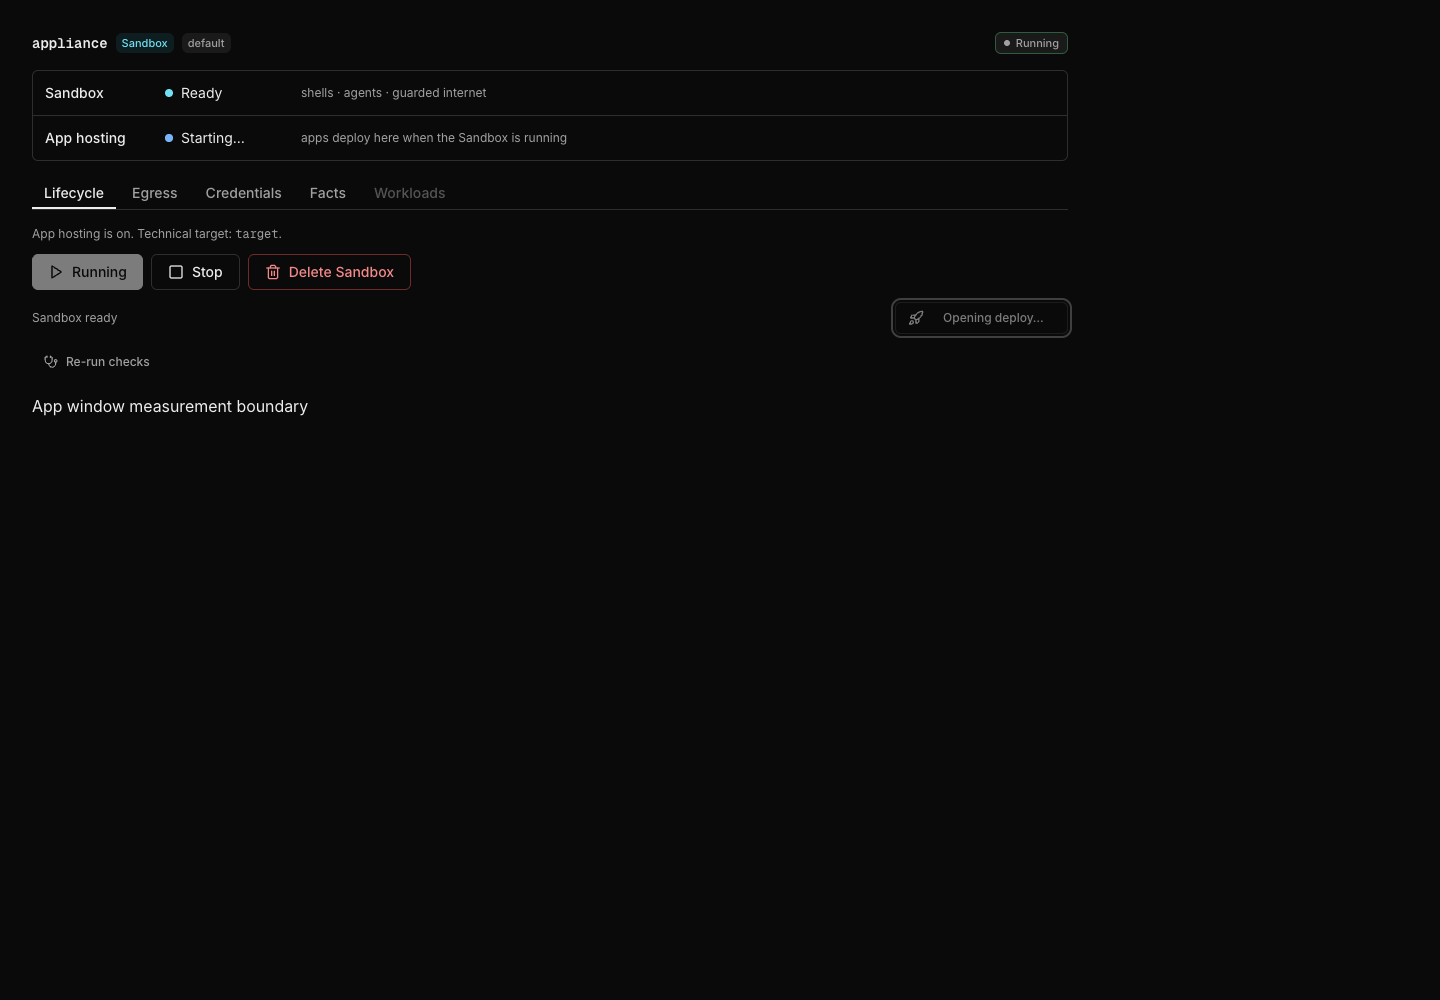 appliance Sandbox default Running
Sandbox Ready shells · agents · guarded internet
App hosting Starting... apps deploy here when the Sandbox is running
Lifecycle Egress Credentials Facts Workloads
App hosting is on. Technical target: target.
Running Stop Delete Sandbox
Sandbox ready Opening deploy...
Re-run checks
App window measurement boundary